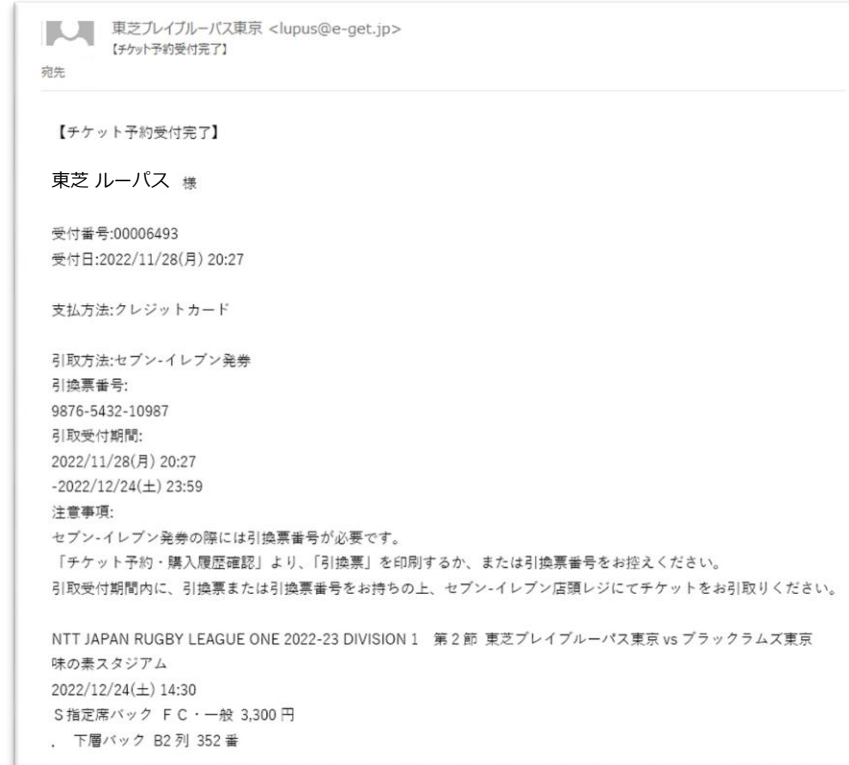 東芝ブレイブルーパス東京 <lupus@e-get.jp>
【チケット予約受付完了】
宛先
【チケット予約受付完了】
東芝 ルーパス 様
受付番号:00006493
受付日:2022/11/28(月) 20:27
支払方法:クレジットカード
引取方法:セブン-イレブン発券
引換票番号:
9876-5432-10987
引取受付期間:
2022/11/28(月) 20:27
-2022/12/24(土) 23:59
注意事項:
セブン-イレブン発券の際には引換票番号が必要です。
「チケット予約・購入履歴確認」より、「引換票」を印刷するか、または引換票番号をお控えください。
引取受付期間内に、引換票または引換票番号をお持ちの上、セブン-イレブン店頭レジにてチケットをお引取りください。
NTT JAPAN RUGBY LEAGUE ONE 2022-23 DIVISION 1 第2節 東芝ブレイブルーパス東京 vs ブラックラムズ東京
味の素スタジアム
2022/12/24(土) 14:30
S指定席バック FC・一般 3,300円
. 下層バック B2列 352番